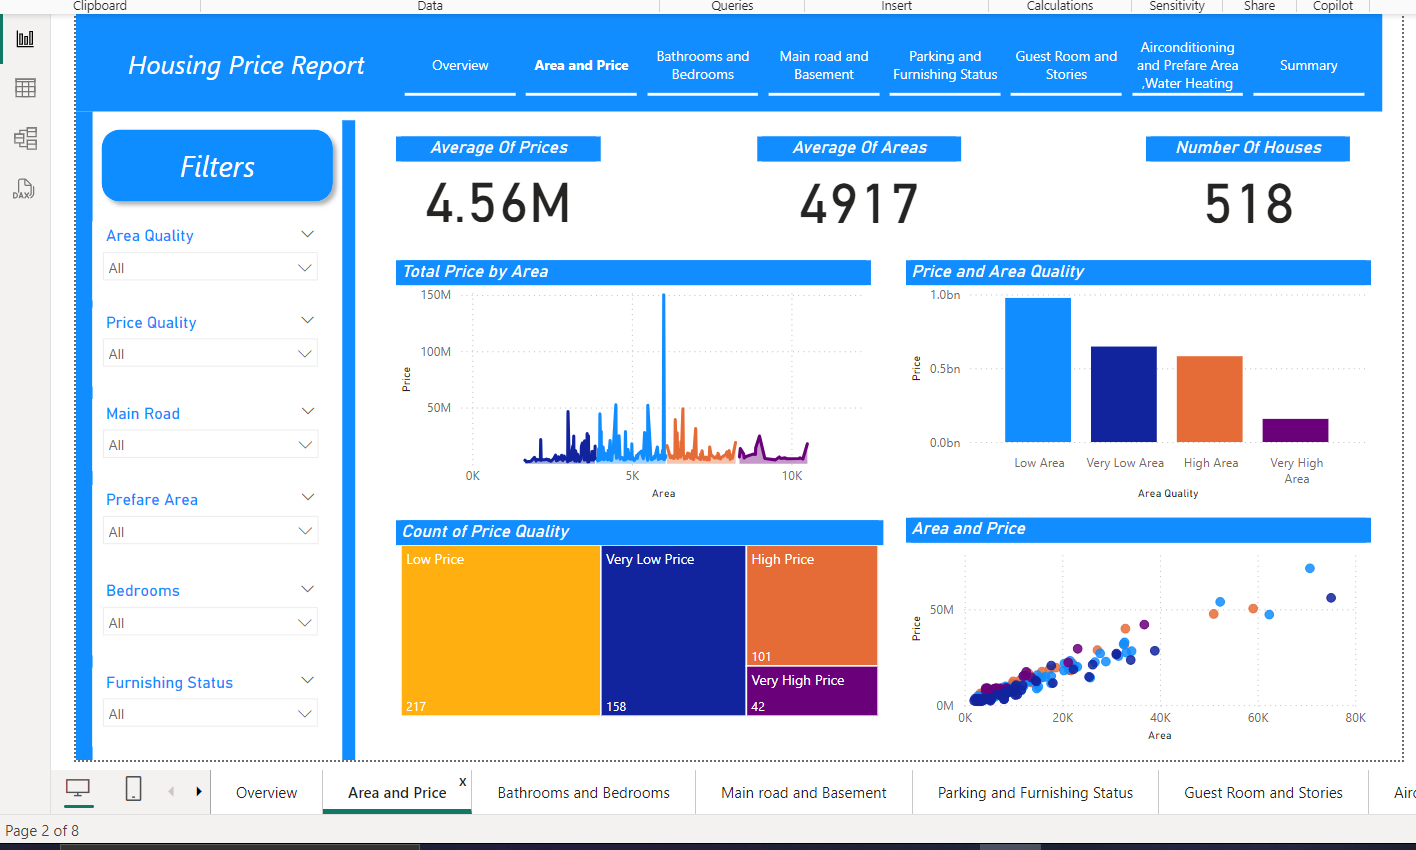 Clipboard
Data
Queries
Insert
Calculations
Sensitivity
Share
Copilot
Housing Price Report
Overview
Area and Price
Bathrooms and
Bedrooms
Main road and
Basement
Parking and
Furnishing Status
Guest Room and
Stories
Airconditioning
and Prefare Area
,Water Heating
Summary
DAX
Filters
Area Quality
All
Price Quality
All
Main Road
All
Prefare Area
All
Bedrooms
All
Furnishing Status
All
Average Of Prices
4.56M
Average Of Areas
4917
Number Of Houses
518
Total Price by Area
150M
100M
50M
Price
0K
5K
10K
Area
Price and Area Quality
1.0bn
0.5bn
0.0bn
Price
Low Area
Very Low Area
High Area
Very High
Area
Area Quality
Count of Price Quality
Low Price
217
Very Low Price
158
High Price
101
Very High Price
42
Area and Price
50M
0M
Price
0K
20K
40K
60K
80K
Area
Overview
Area and Price
x
Bathrooms and Bedrooms
Main road and Basement
Parking and Furnishing Status
Guest Room and Stories
Airc
Page 2 of 8